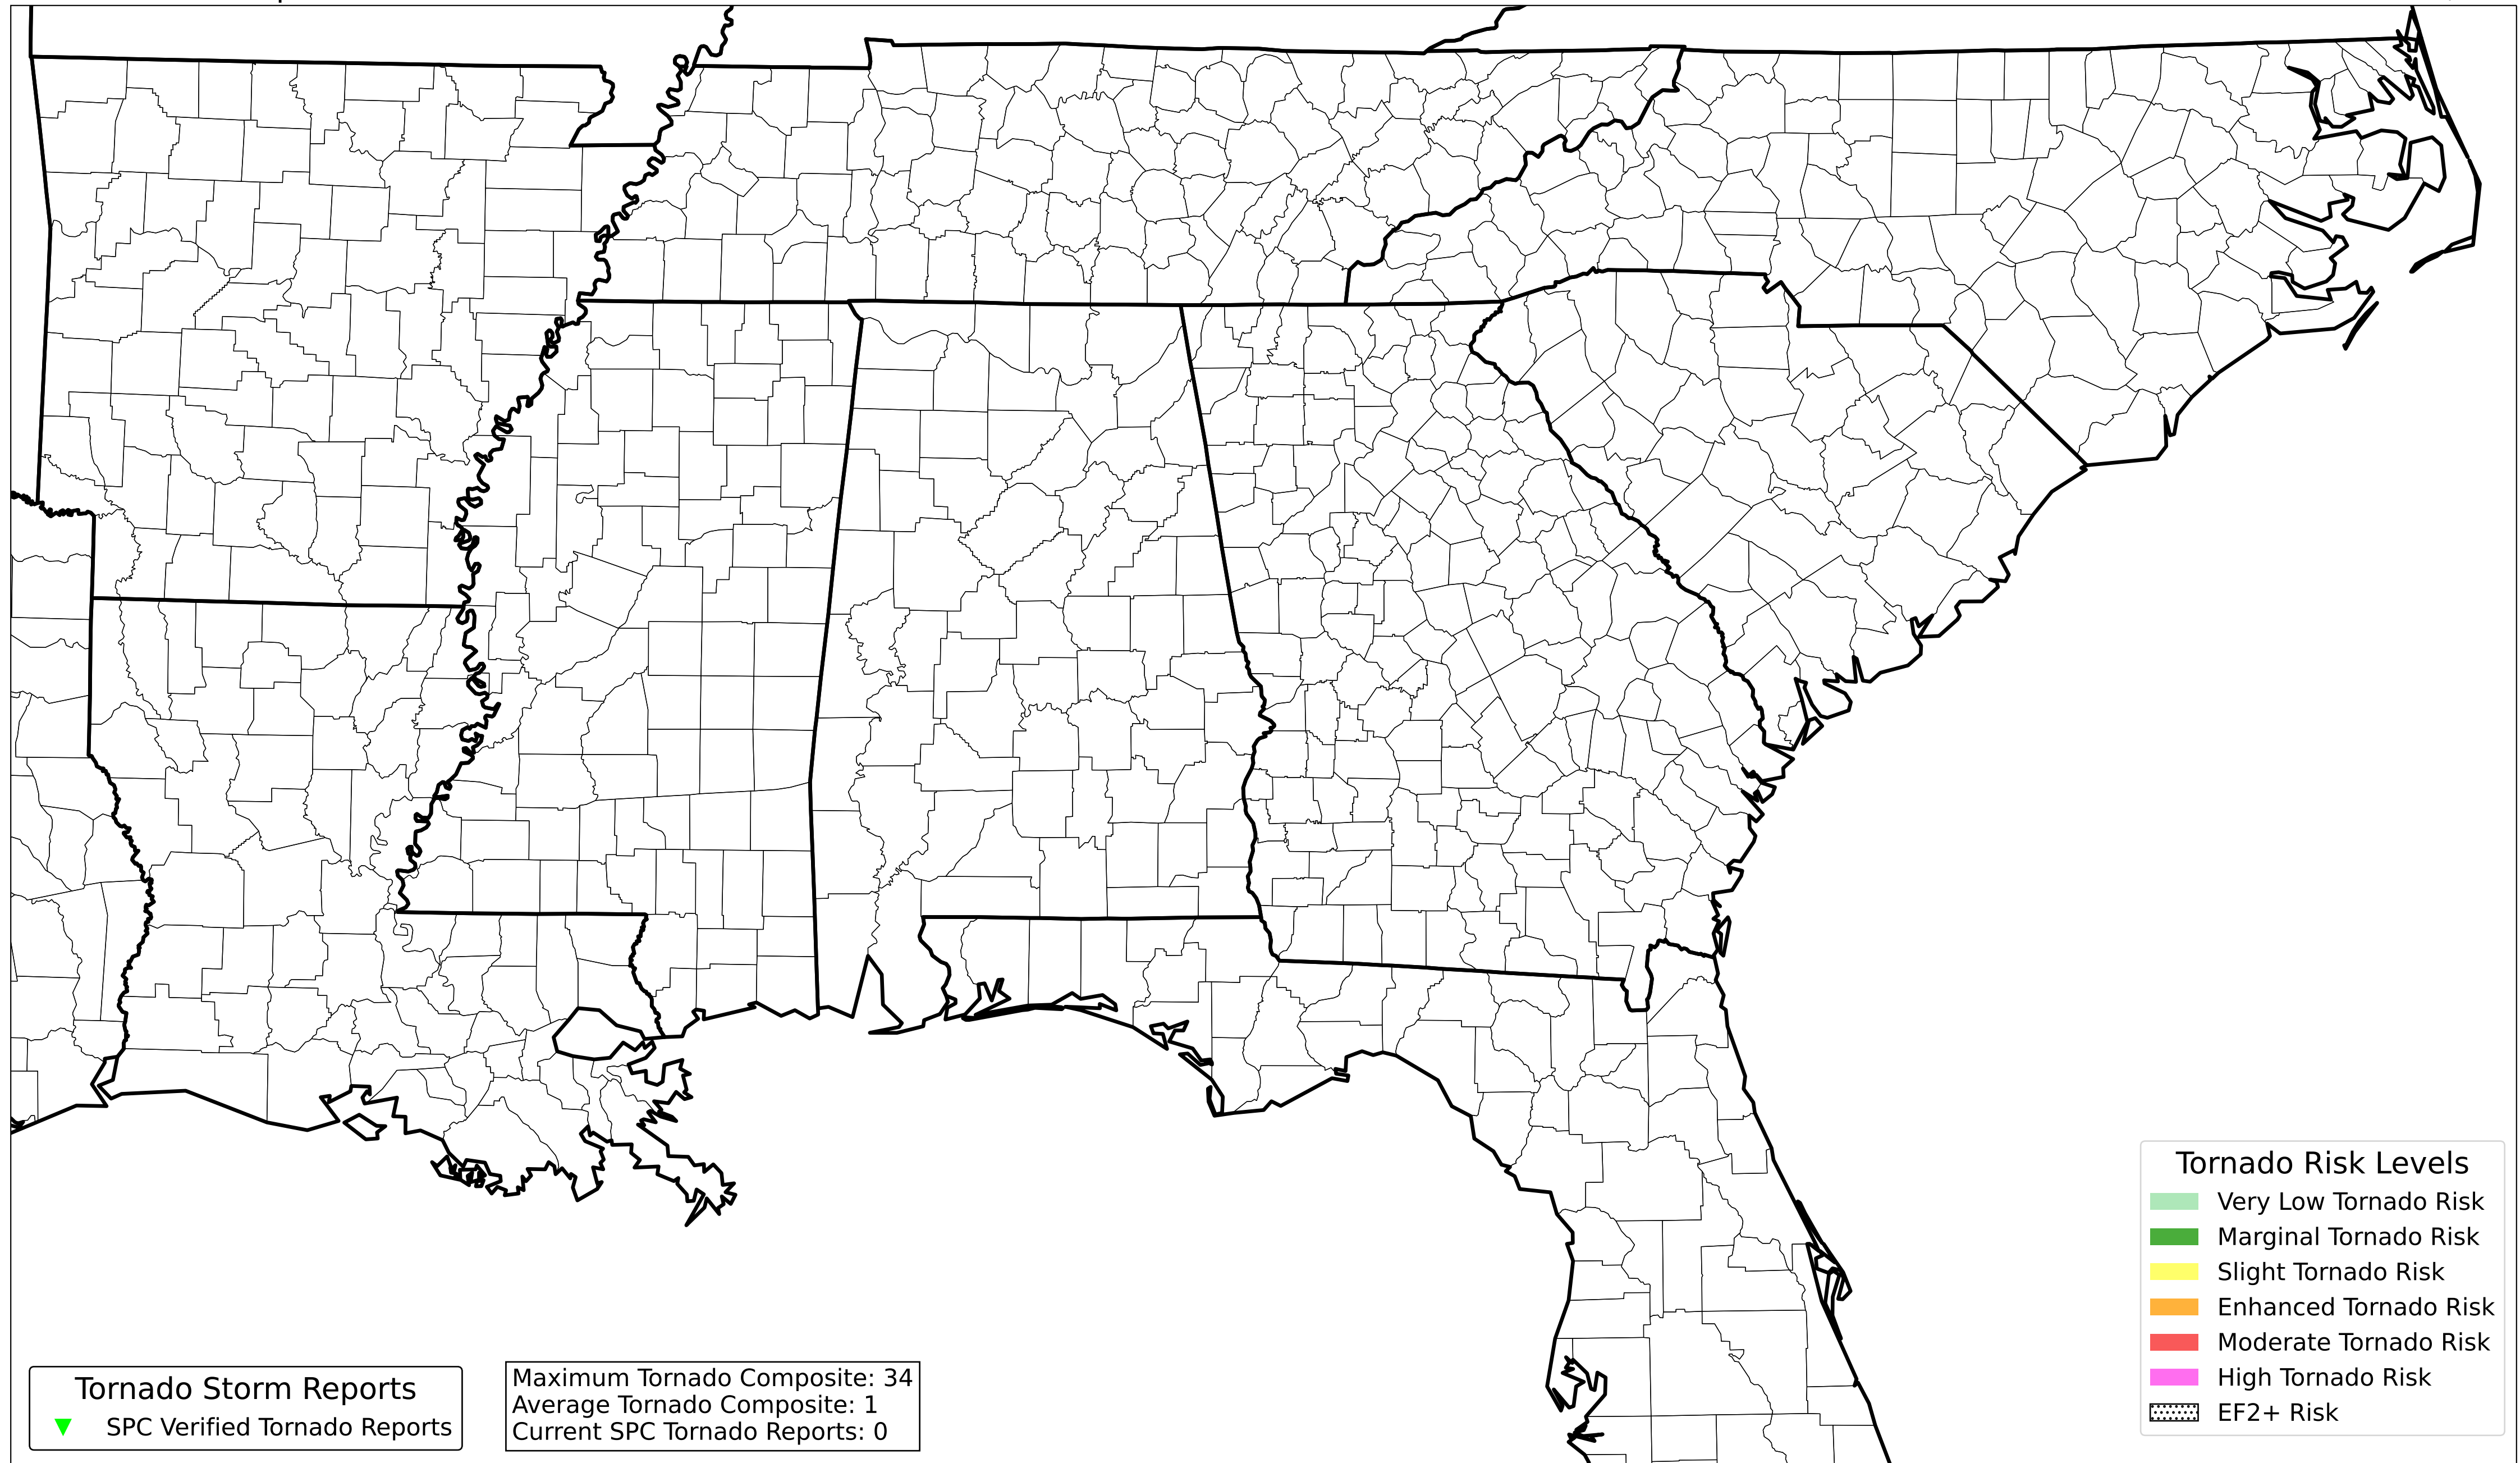 Tornado Risk Levels
Very Low Tornado Risk
Marginal Tornado Risk
Slight Tornado Risk
Enhanced Tornado Risk
Moderate Tornado Risk
High Tornado Risk
EF2+ Risk
Tornado Storm Reports
SPC Verified Tornado Reports
Maximum Tornado Composite: 34
Average Tornado Composite: 1
Current SPC Tornado Reports: 0